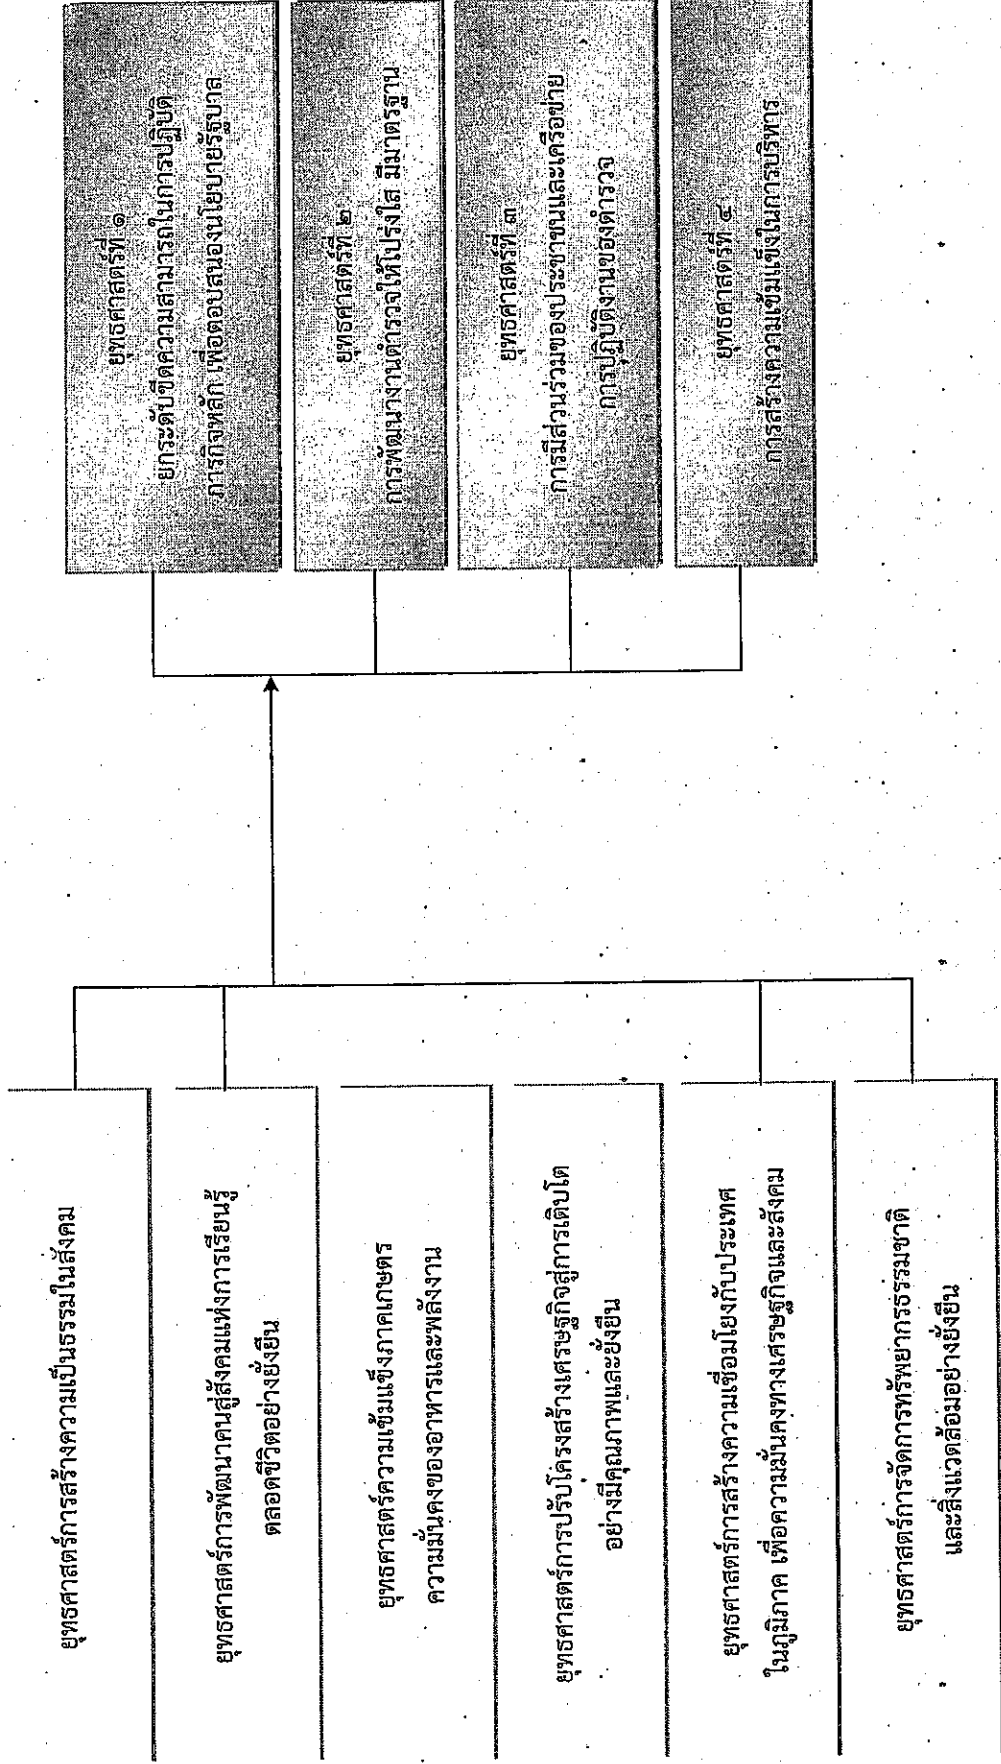 ยุทธศาสตร์การสร้างความเป็นธรรมในสังคม
ยุทธศาสตร์การพัฒนาคนสู่สังคมแห่งการเรียนรู้
ตลอดชีวิตอย่างยั่งยืน
ยุทธศาสตร์ความเข้มแข็งภาคเกษตร
ความมั่นคงของอาหารและพลังงาน
ยุทธศาสตร์การปรับโครงสร้างเศรษฐกิจสู่การเติบโต
อย่างมีคุณภาพและยั่งยืน
ยุทธศาสตร์การสร้างความเชื่อมโยงกับประเทศ
ในภูมิภาค เพื่อความมั่นคงทางเศรษฐกิจและสังคม
ยุทธศาสตร์การจัดการทรัพยากรธรรมชาติ
และสิ่งแวดล้อมอย่างยั่งยืน
ยุทธศาสตร์ที่ ๑
ยกระดับขีดความสามารถในการปฏิบัติ
ภารกิจหลัก เพื่อตอบสนองนโยบายรัฐบาล
ยุทธศาสตร์ที่ ๒
การพัฒนางานตำรวจให้โปร่งใส มีมาตรฐาน
ยุทธศาสตร์ที่ ๓
การมีส่วนร่วมของประชาชนและเครือข่าย
การปฏิบัติงานของตำรวจ
ยุทธศาสตร์ที่ ๔
การสร้างความเข้มแข็งในการบริหาร